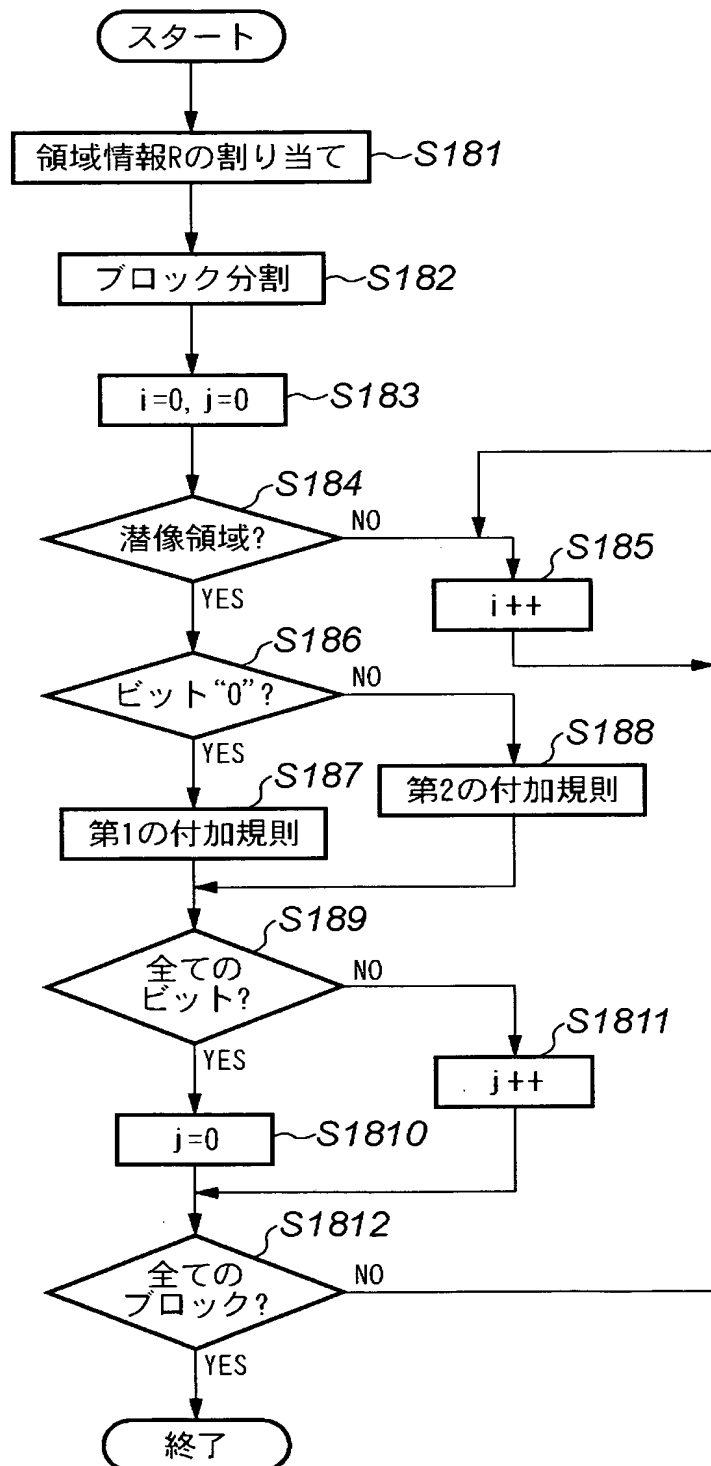 スタート
領域情報Rの割り当て
S181
ブロック分割
S182
i=0, j=0
S183
潜像領域?
S184
NO
YES
i++
S185
ビット“0”?
S186
NO
YES
第1の付加規則
S187
第2の付加規則
S188
全ての
ビット?
S189
NO
YES
j=0
S1810
j++
S1811
全ての
ブロック?
S1812
NO
YES
終了